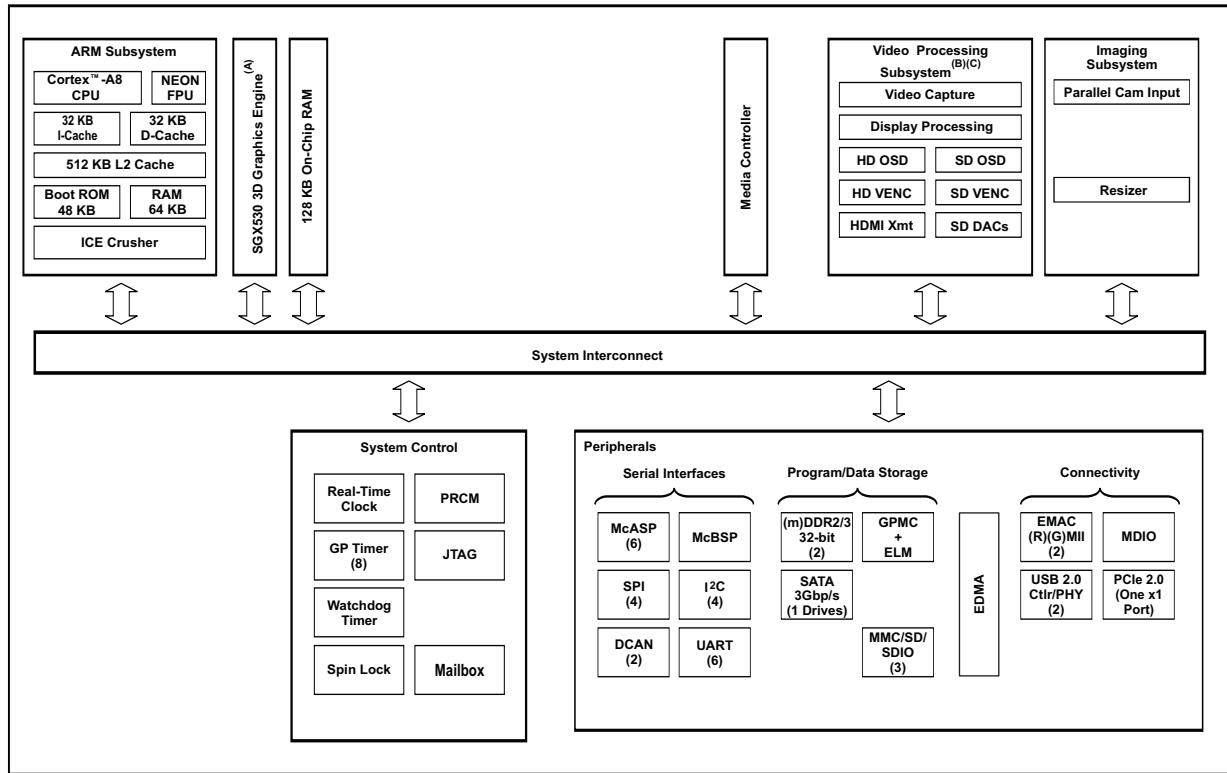 ARM Subsystem
Cortex™-A8
CPU
NEON
FPU
32 KB
I-Cache
32 KB
D-Cache
512 KB L2 Cache
Boot ROM
48 KB
RAM
64 KB
ICE Crusher
SGX530 3D Graphics Engine(A)
128 KB On-Chip RAM
Media Controller
Video Processing
Subsystem(B)(C)
Video Capture
Display Processing
HD OSD
SD OSD
HD VENC
SD VENC
HDMI Xmt
SD DACs
Imaging
Subsystem
Parallel Cam Input
Resizer
System Interconnect
System Control
Real-Time
Clock
PRCM
GP Timer
(8)
JTAG
Watchdog
Timer
Spin Lock
Mailbox
Peripherals
Serial Interfaces
McASP
(6)
McBSP
SPI
(4)
I²C
(4)
DCAN
(2)
UART
(6)
Program/Data Storage
(m)DDR2/3
32-bit
(2)
GPMC
+
ELM
SATA
3Gbp/s
(1 Drives)
MMC/SD/
SDIO
(3)
EDMA
Connectivity
EMAC
(R)(G)MII
(2)
MDIO
USB 2.0
Ctlr/PHY
(2)
PCIe 2.0
(One x1
Port)